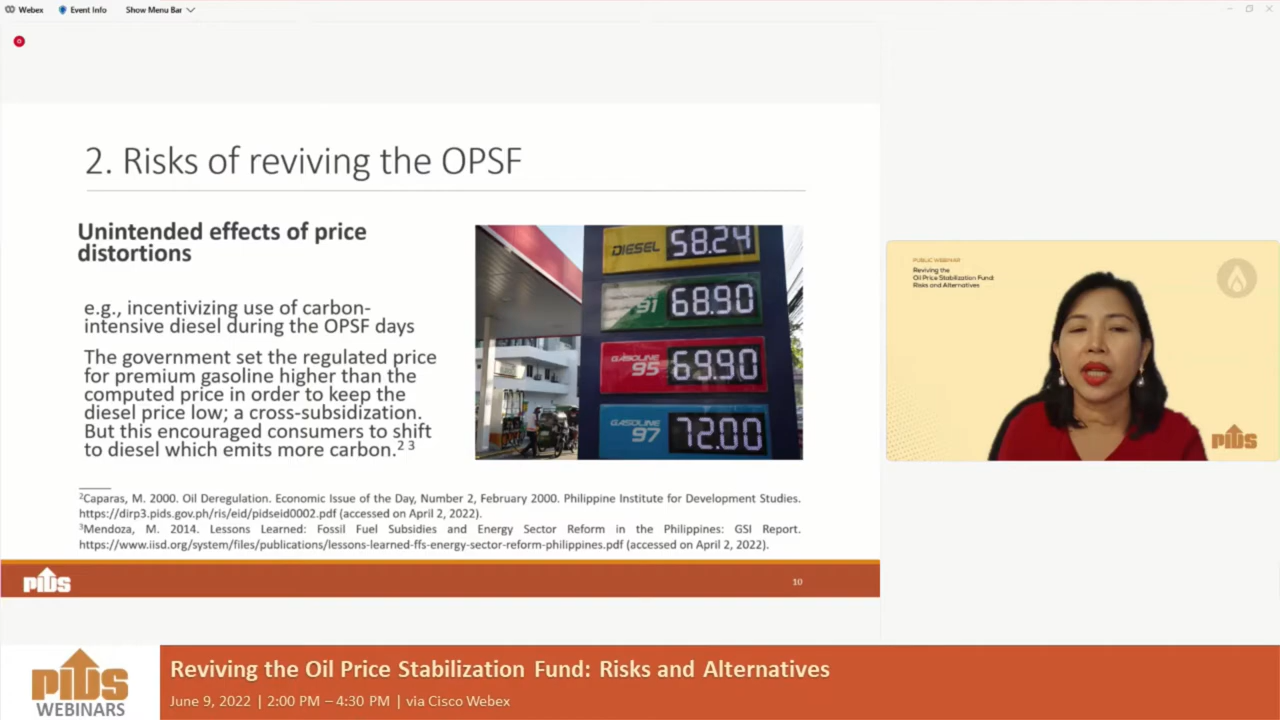 Webex
Event Info
Show Menu Bar
2. Risks of reviving the OPSF
Unintended effects of price
distortions
e.g., incentivizing use of carbon-
intensive diesel during the OPSF days
The government set the regulated price
for premium gasoline higher than the
computed price in order to keep the
diesel price low; a cross-subsidization.
But this encouraged consumers to shift
to diesel which emits more carbon.2 3
DIESEL 58.24
91 68.90
GASOLINE
95 69.90
GASOLINE
97 72.00
2Caparas, M. 2000. Oil Deregulation. Economic Issue of the Day, Number 2, February 2000. Philippine Institute for Development Studies.
https://dirp3.pids.gov.ph/ris/eid/pidseid0002.pdf (accessed on April 2, 2022).
3Mendoza, M. 2014. Lessons Learned: Fossil Fuel Subsidies and Energy Sector Reform in the Philippines: GSI Report.
https://www.iisd.org/system/files/publications/lessons-learned-ffs-energy-sector-reform-philippines.pdf (accessed on April 2, 2022).
PIDS
10
PUBLIC WEBINAR
Reviving the
Oil Price Stabilization Fund:
Risks and Alternatives
PIDS
PIDS
WEBINARS
Reviving the Oil Price Stabilization Fund: Risks and Alternatives
June 9, 2022 | 2:00 PM – 4:30 PM | via Cisco Webex